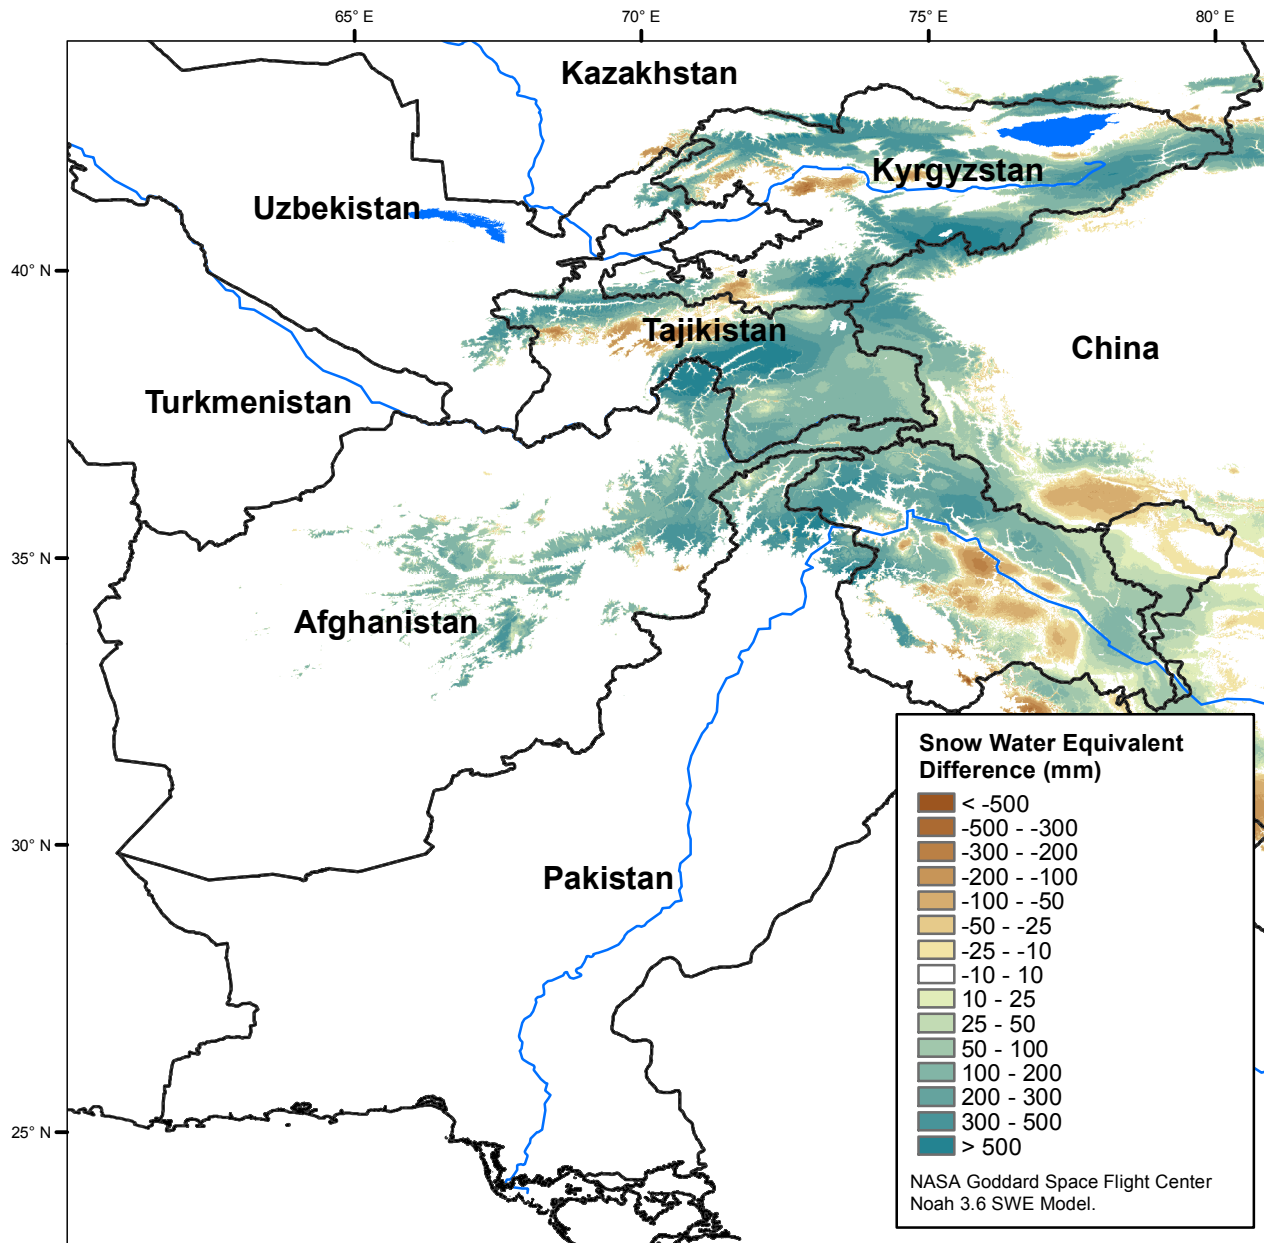 65° E
70° E
75° E
80° E
Kazakhstan
Kyrgyzstan
Uzbekistan
40° N
Tajikistan
China
Turkmenistan
35° N
Afghanistan
30° N
Pakistan
25° N
Snow Water Equivalent
Difference (mm)
< -500
-500 - -300
-300 - -200
-200 - -100
-100 - -50
-50 - -25
-25 - -10
-10 - 10
10 - 25
25 - 50
50 - 100
100 - 200
200 - 300
300 - 500
> 500
NASA Goddard Space Flight Center
Noah 3.6 SWE Model.